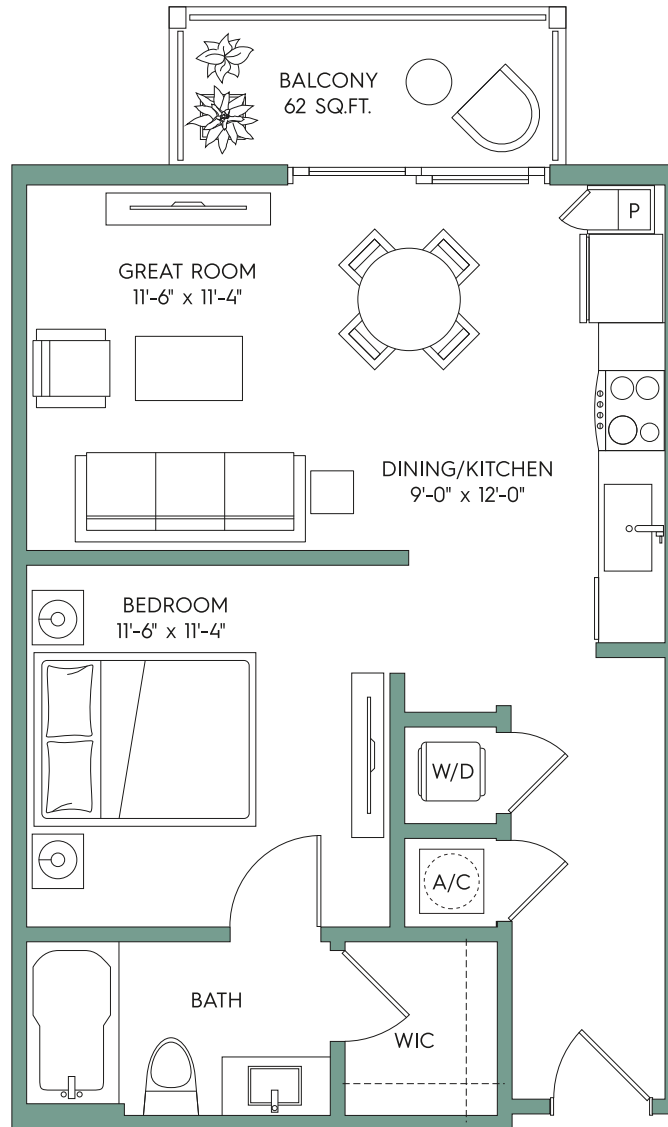 BALCONY
62 SQ.FT.
P
GREAT ROOM
11'-6" x 11'-4"
DINING/KITCHEN
9'-0" x 12'-0"
BEDROOM
11'-6" x 11'-4"
W/D
A/C
BATH
WIC